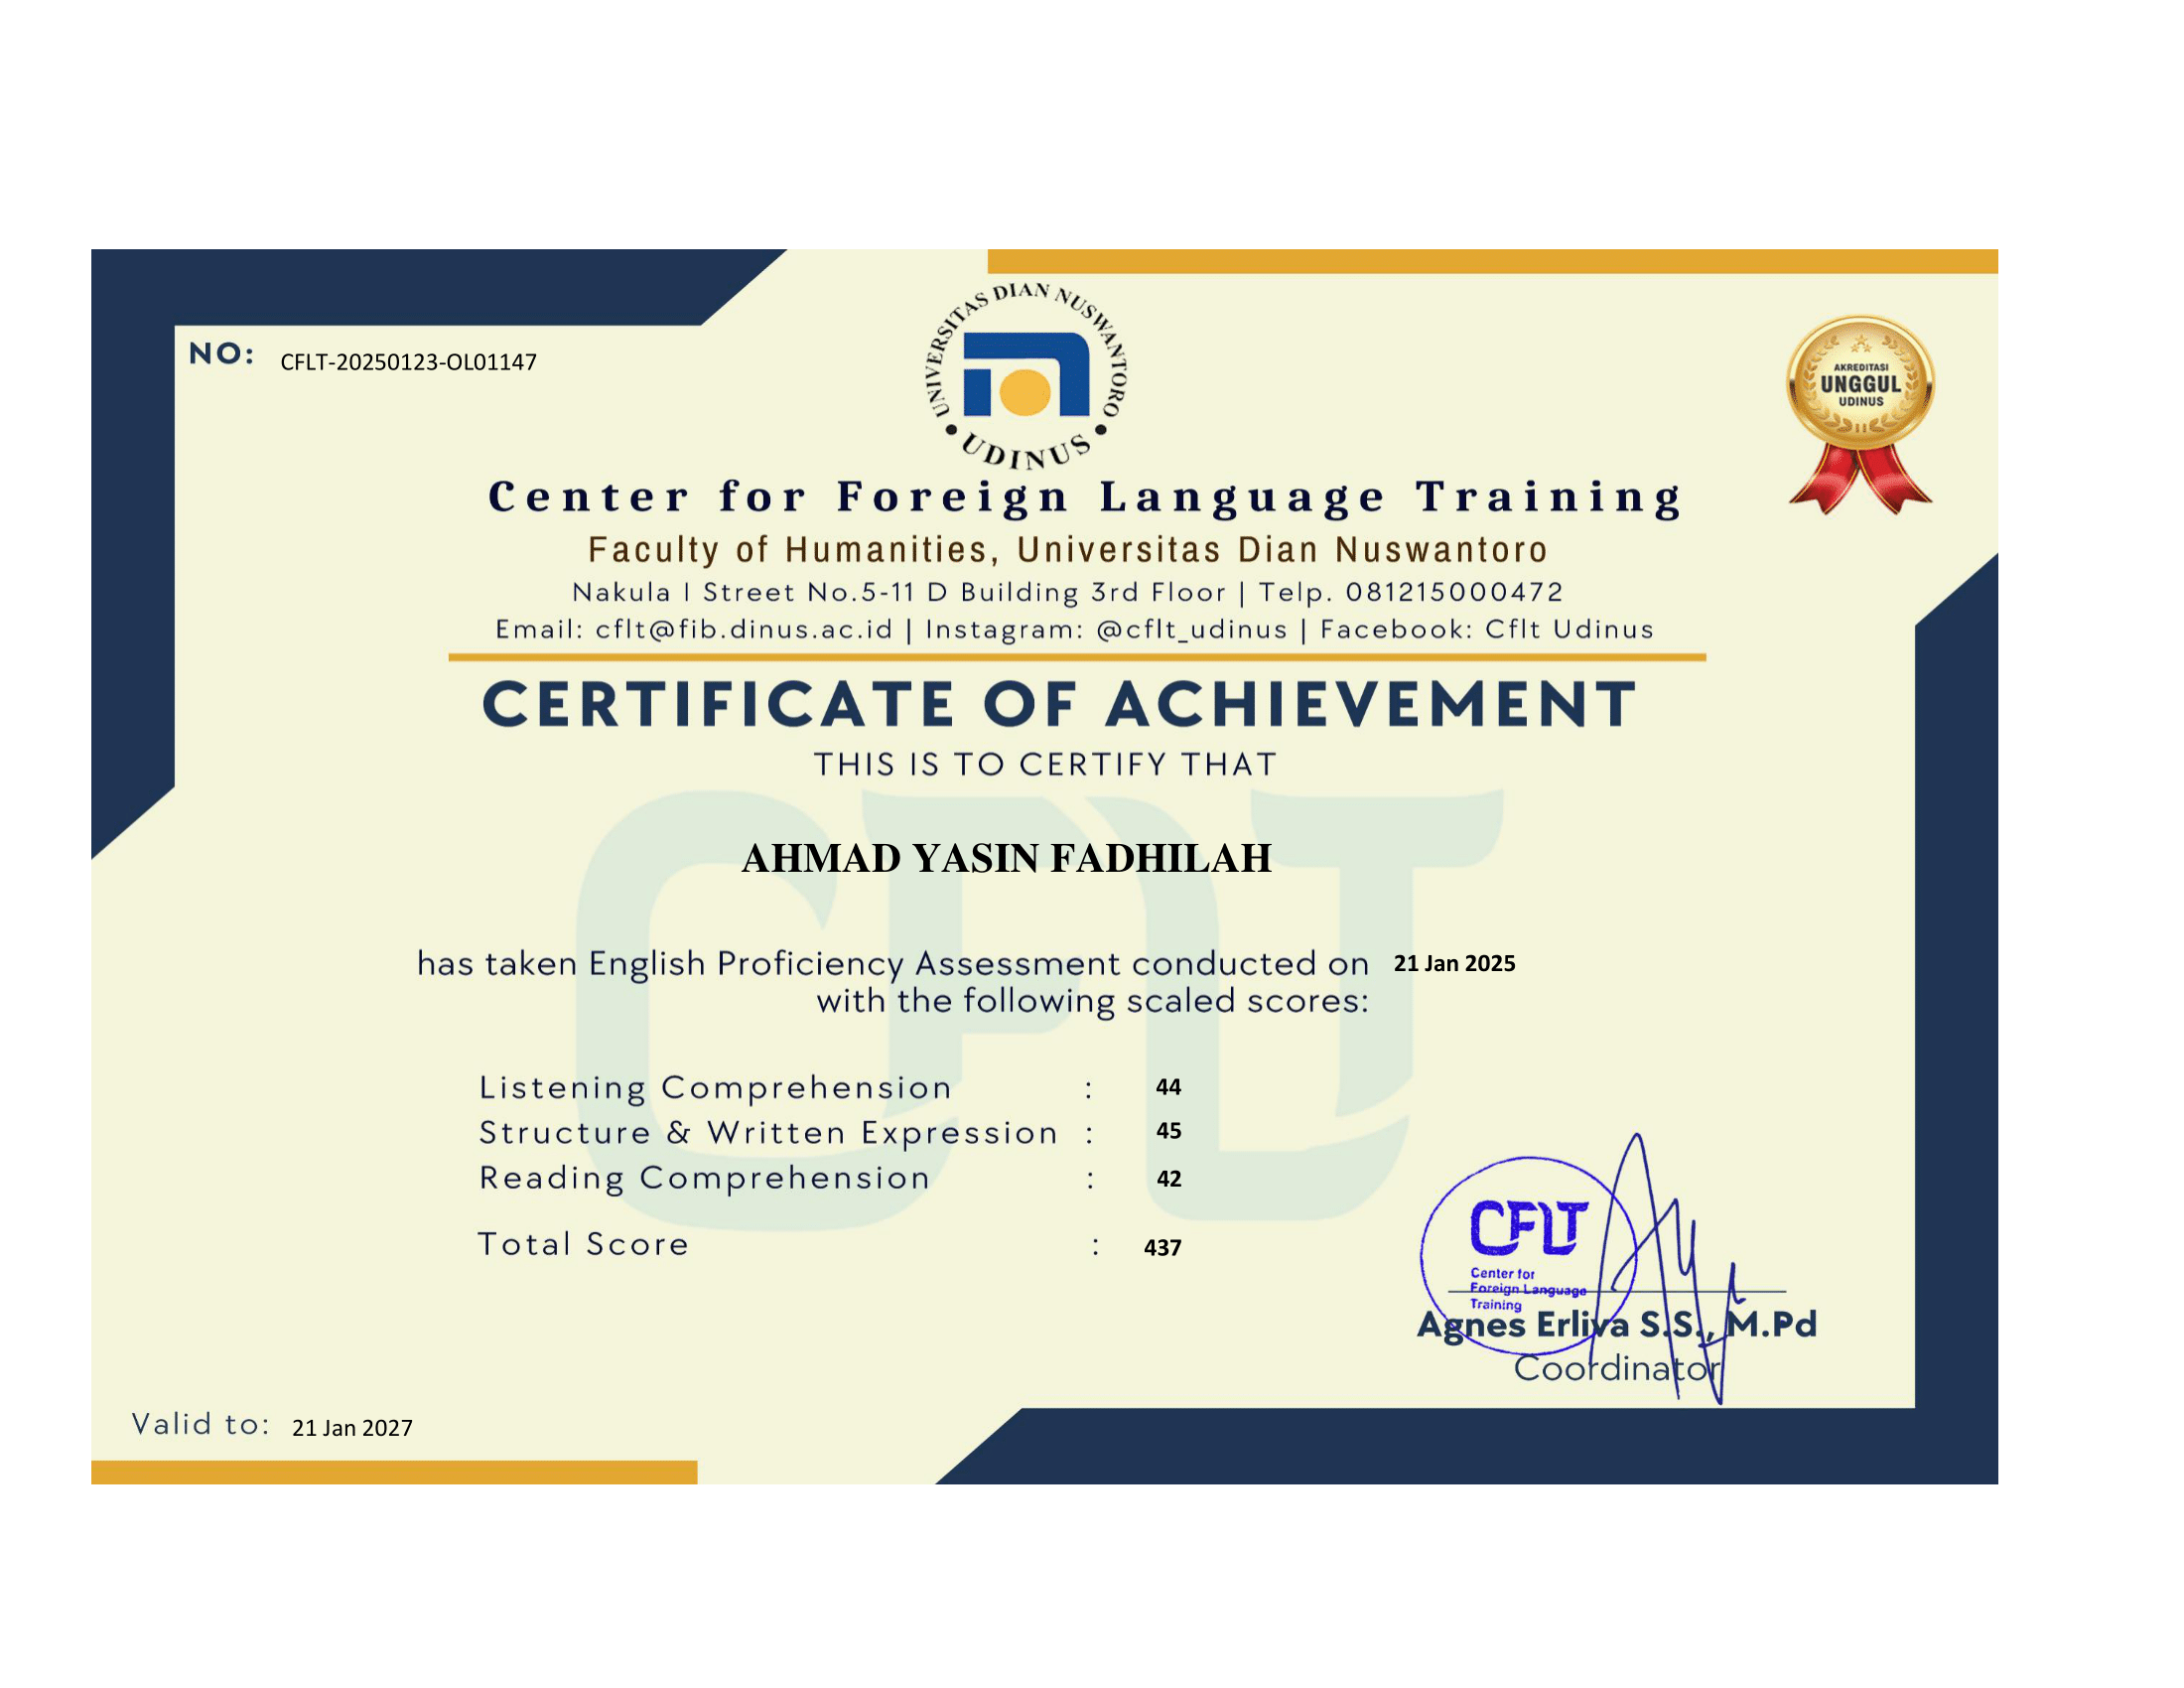 NO: CFLT-20250123-OL01147
UNIVERSITAS DIAN NUSWANTORO
UDINUS
AKREDITASI
UNGGUL
UDINUS
Center for Foreign Language Training
Faculty of Humanities, Universitas Dian Nuswantoro
Nakula I Street No.5-11 D Building 3rd Floor | Telp. 081215000472
Email: cflt@fib.dinus.ac.id | Instagram: @cflt_udinus | Facebook: Cflt Udinus
CERTIFICATE OF ACHIEVEMENT
THIS IS TO CERTIFY THAT
CFLT
AHMAD YASIN FADHILAH
has taken English Proficiency Assessment conducted on 21 Jan 2025
with the following scaled scores:
Listening Comprehension : 44
Structure & Written Expression : 45
Reading Comprehension : 42
Total Score : 437
CFLT
Center for
Foreign Language
Training
Agnes Erliva S.S., M.Pd
Coordinator
Valid to: 21 Jan 2027